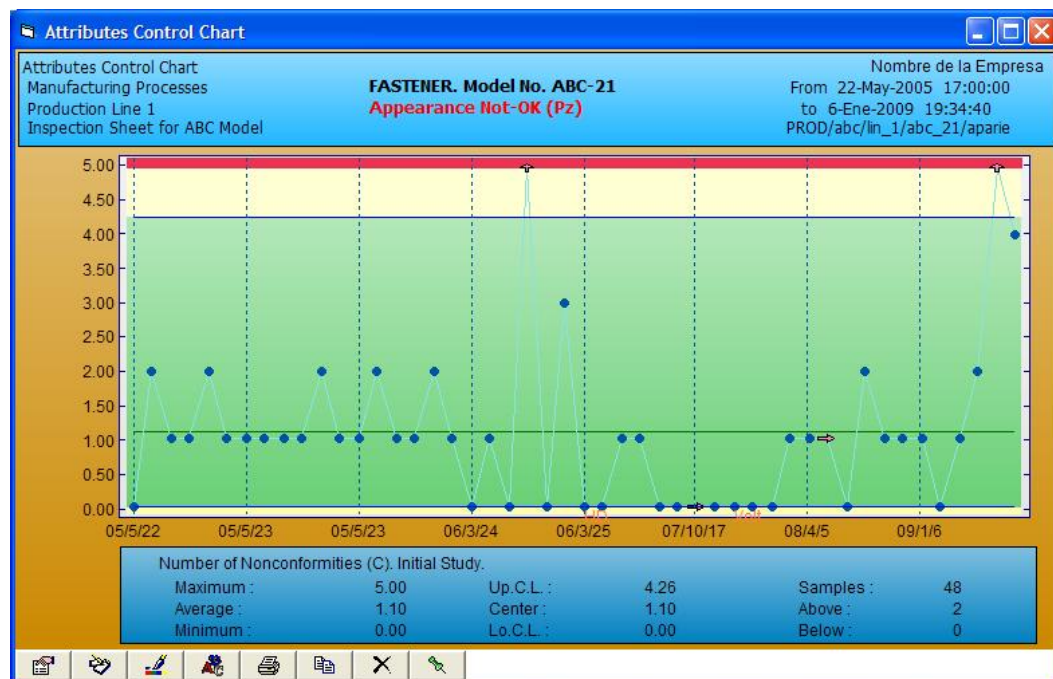 Attributes Control Chart
Attributes Control Chart
Nombre de la Empresa
Manufacturing Processes
FASTENER. Model No. ABC-21
From 22-May-2005 17:00:00
Production Line 1
Appearance Not-OK (Pz)
to 6-Ene-2009 19:34:40
Inspection Sheet for ABC Model
PROD/abc/lin_1/abc_21/aparie
5.00
4.50
4.00
3.50
3.00
2.50
2.00
1.50
1.00
0.50
0.00
05/5/22 05/5/23 05/5/23 06/3/24 06/3/25 07/10/17 08/4/5 09/1/6
Number of Nonconformities (C). Initial Study.
Maximum : 5.00 Up.C.L. : 4.26 Samples : 48
Average : 1.10 Center : 1.10 Above : 2
Minimum : 0.00 Lo.C.L. : 0.00 Below : 0